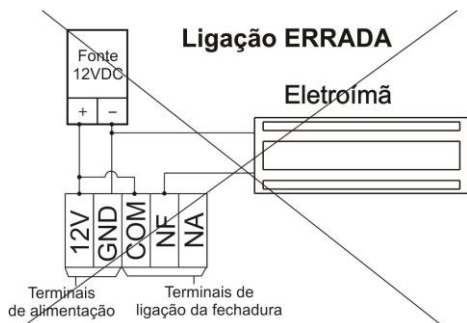 Ligação ERRADA
Fonte
12VDC
+ −
Eletroímã
12V
GND
COM
NF
NA
Terminais
de alimentação
Terminais de
ligação da fechadura